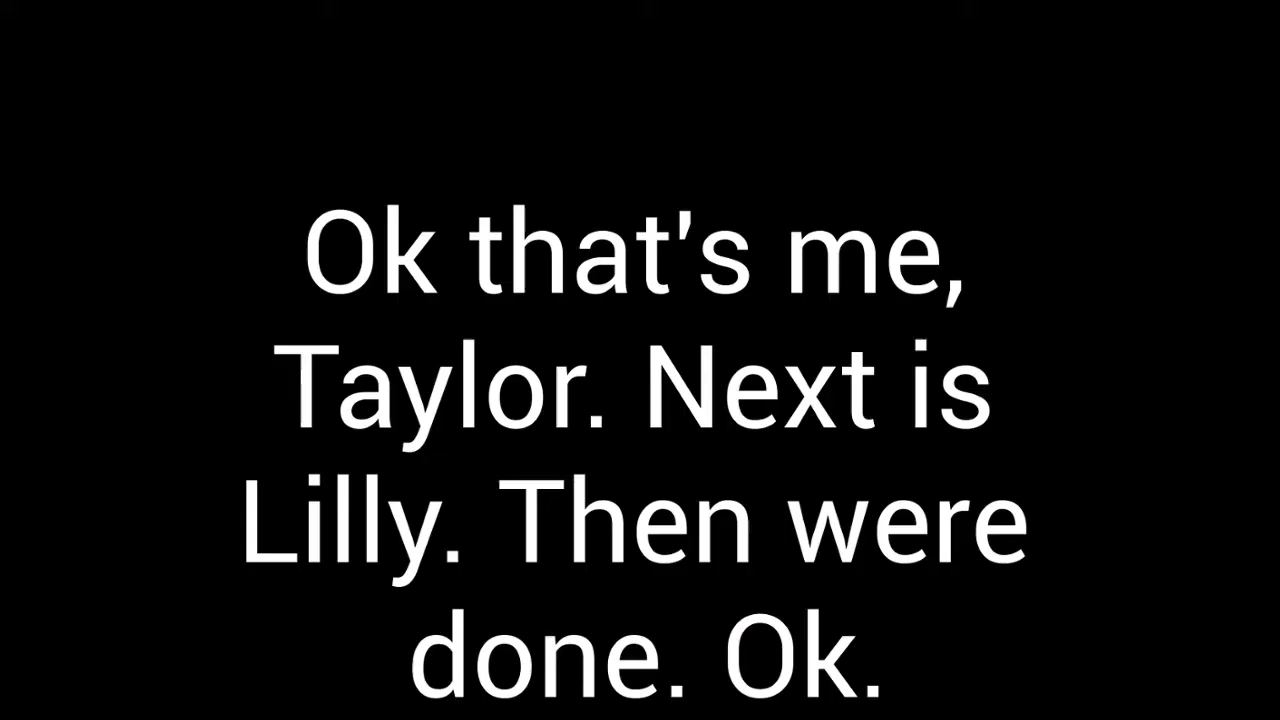 Ok that's me,
Taylor. Next is
Lilly. Then were
done. Ok.